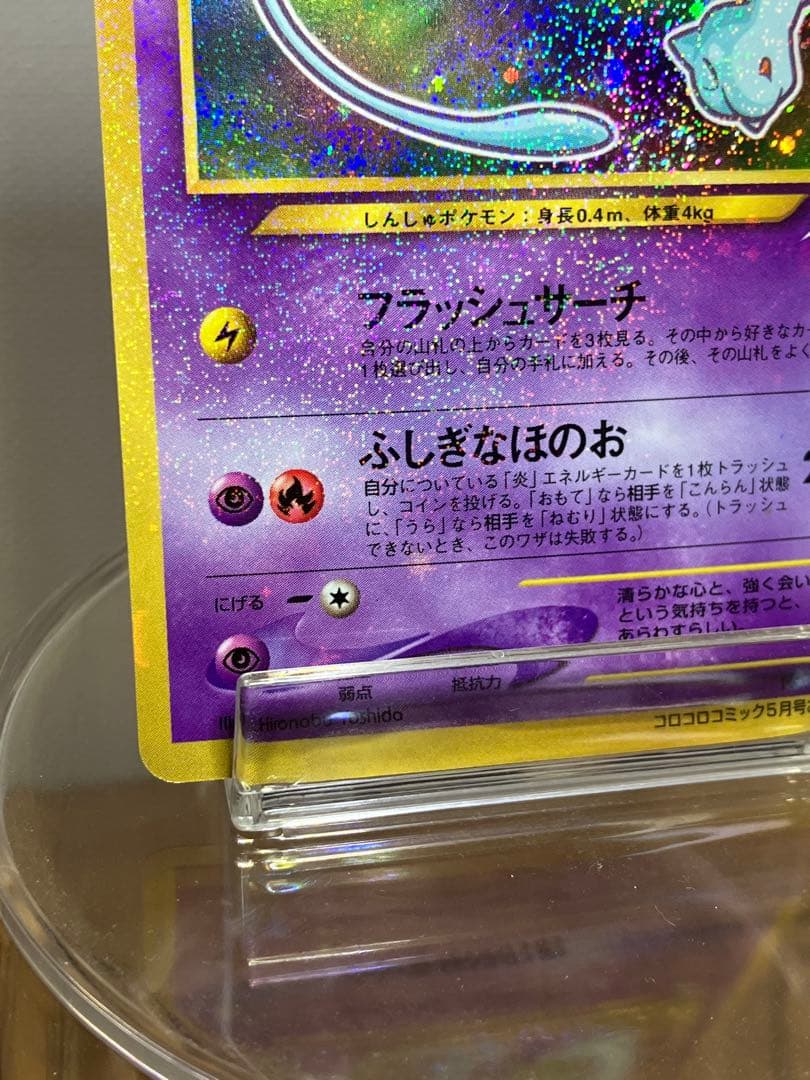 しんしゅポケモン：身長0.4m、体重4kg
フラッシュサーチ
自分の山札の上からカードを3枚見る。その中から好きなカ
1枚選び出し、自分の手札に加える。その後、その山札をよく
ふしぎなほのお
自分についている「炎」エネルギーカードを1枚トラッシュ
し、コインを投げる。「おもて」なら相手を「こんらん」状態
に、「うら」なら相手を「ねむり」状態にする。（トラッシュ
できないとき、このワザは失敗する。）
にげる
清らかな心と、強く会い
という気持ちを持つと、
あらわすらしい。
弱点
抵抗力
Illus. Hironobu Yoshida
コロコロコミック5月号